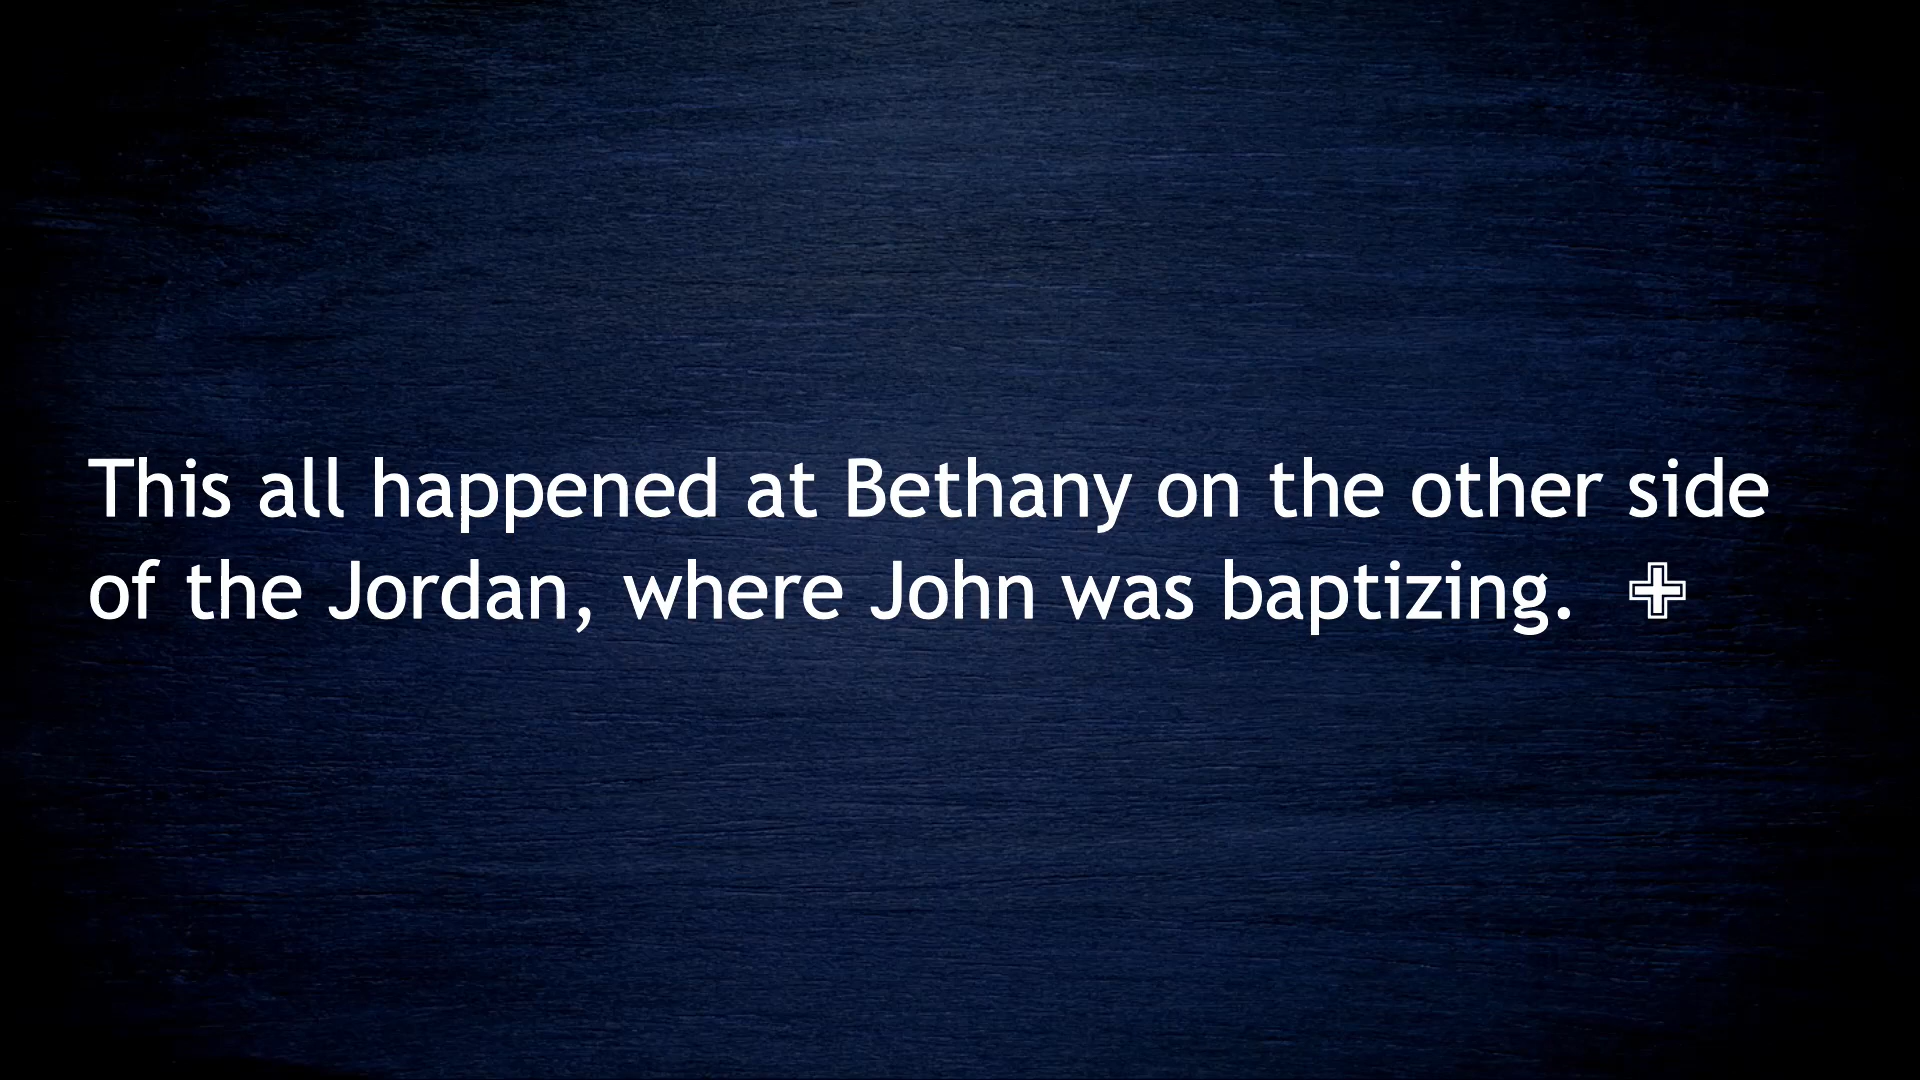 This all happened at Bethany on the other side
of the Jordan, where John was baptizing. ✙